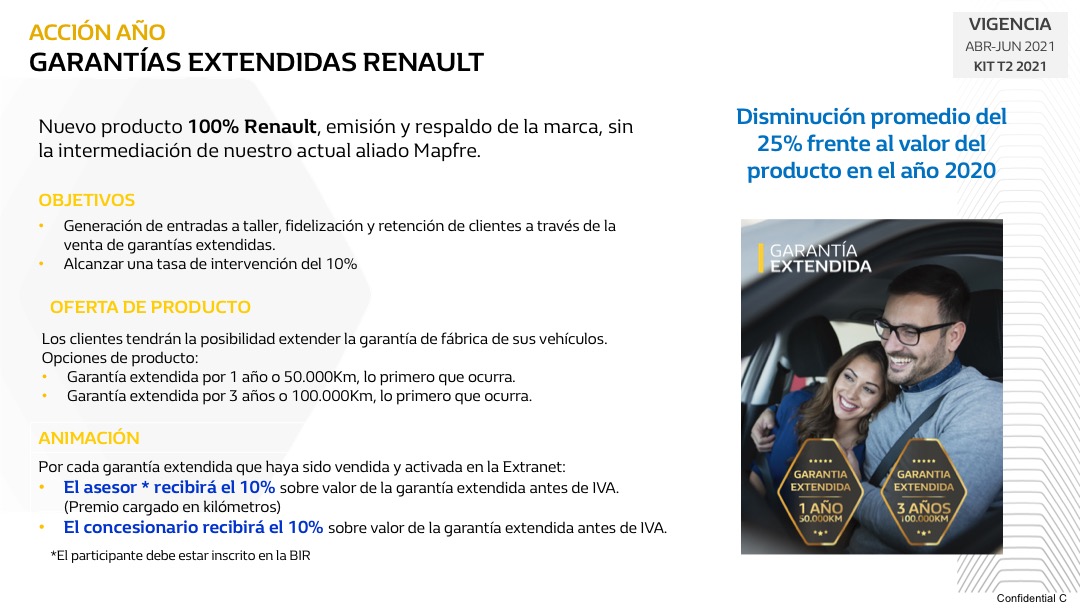 ACCIÓN AÑO
GARANTÍAS EXTENDIDAS RENAULT
VIGENCIA
ABR-JUN 2021
KIT T2 2021
Nuevo producto 100% Renault, emisión y respaldo de la marca, sin
la intermediación de nuestro actual aliado Mapfre.
Disminución promedio del
25% frente al valor del
producto en el año 2020
OBJETIVOS
• Generación de entradas a taller, fidelización y retención de clientes a través de la
venta de garantías extendidas.
• Alcanzar una tasa de intervención del 10%
OFERTA DE PRODUCTO
Los clientes tendrán la posibilidad extender la garantía de fábrica de sus vehículos.
Opciones de producto:
• Garantía extendida por 1 año o 50.000Km, lo primero que ocurra.
• Garantía extendida por 3 años o 100.000Km, lo primero que ocurra.
ANIMACIÓN
Por cada garantía extendida que haya sido vendida y activada en la Extranet:
• El asesor * recibirá el 10% sobre valor de la garantía extendida antes de IVA.
(Premio cargado en kilómetros)
• El concesionario recibirá el 10% sobre valor de la garantía extendida antes de IVA.
*El participante debe estar inscrito en la BIR
GARANTÍA
EXTENDIDA
GARANTIA
EXTENDIDA
1 AÑO
50.000KM
GARANTIA
EXTENDIDA
3 AÑOS
100.000KM
Confidential C